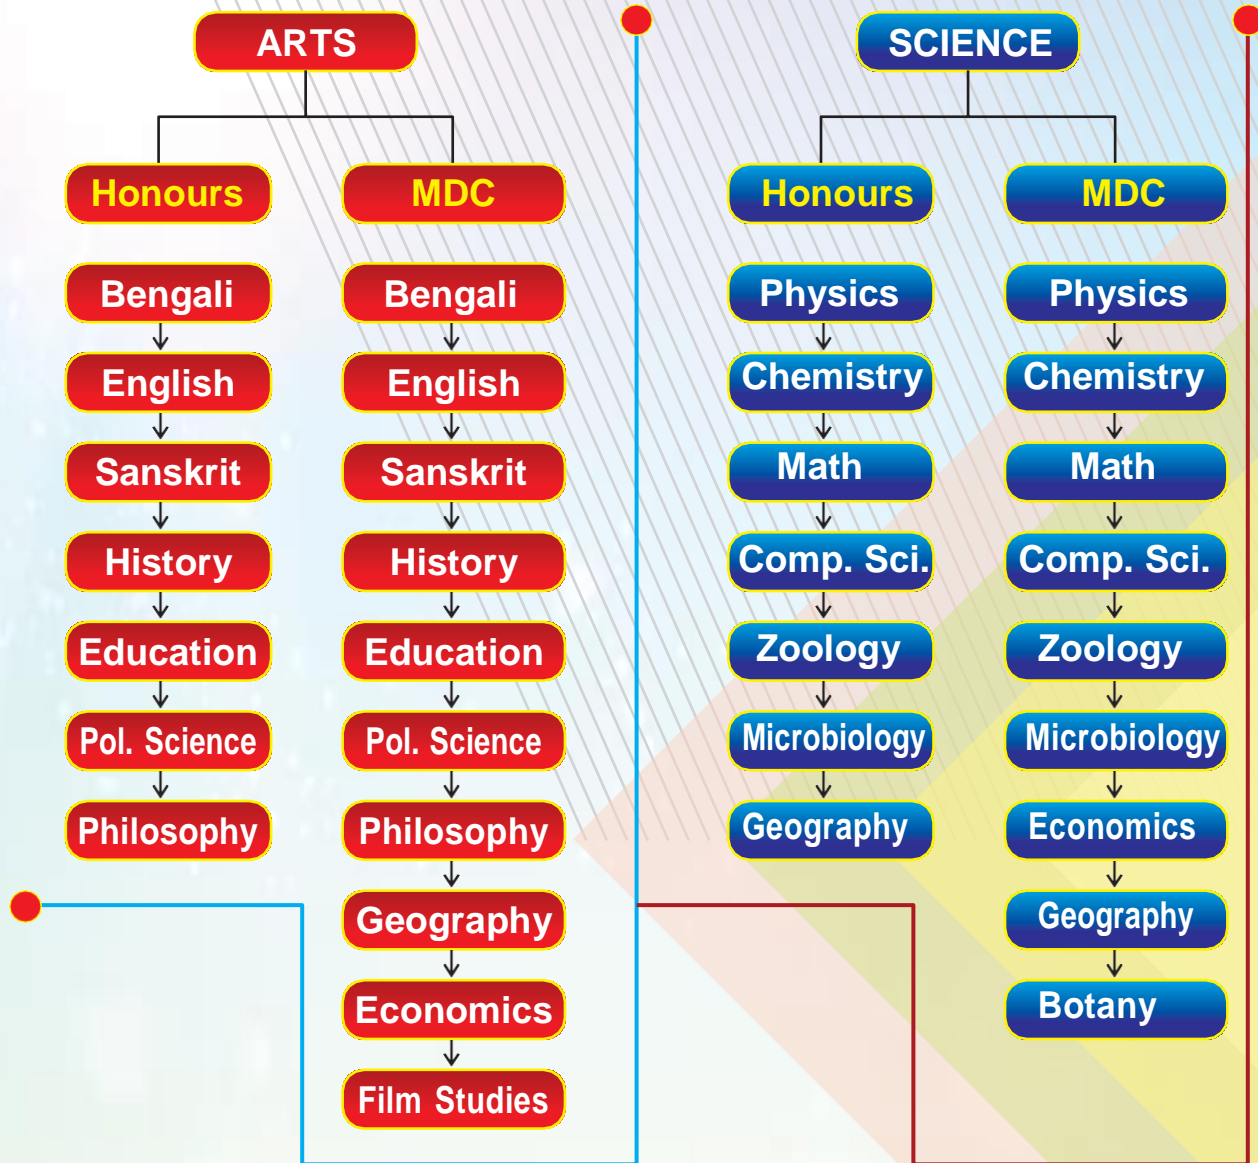 ARTS
Honours
Bengali
English
Sanskrit
History
Education
Pol. Science
Philosophy
MDC
Bengali
English
Sanskrit
History
Education
Pol. Science
Philosophy
Geography
Economics
Film Studies
SCIENCE
Honours
Physics
Chemistry
Math
Comp. Sci.
Zoology
Microbiology
Geography
MDC
Physics
Chemistry
Math
Comp. Sci.
Zoology
Microbiology
Economics
Geography
Botany